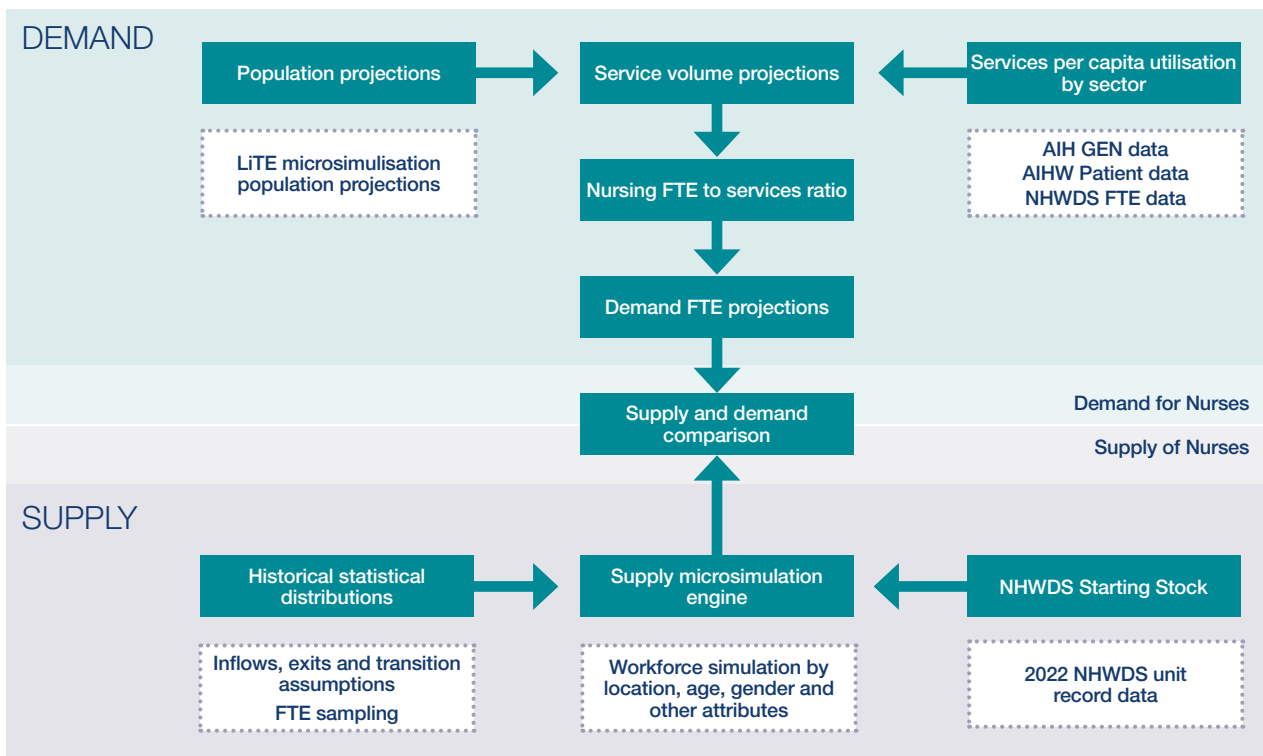 DEMAND
Population projections
Service volume projections
Services per capita utilisation
by sector
LiTE microsimulisation
population projections
AIH GEN data
AIHW Patient data
NHWDS FTE data
Nursing FTE to services ratio
Demand FTE projections
Supply and demand
comparison
Demand for Nurses
Supply of Nurses
SUPPLY
Historical statistical
distributions
Supply microsimulation
engine
NHWDS Starting Stock
Inflows, exits and transition
assumptions
FTE sampling
Workforce simulation by
location, age, gender and
other attributes
2022 NHWDS unit
record data